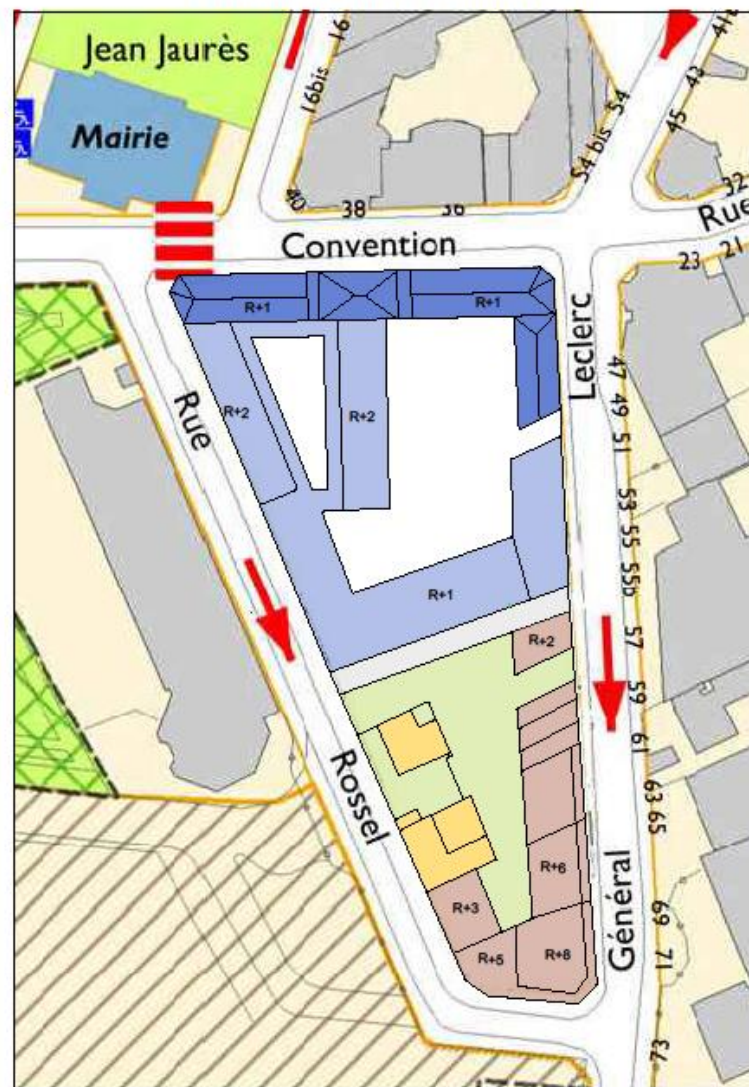 Jean Jaurès
Mairie
16
16bis
40
38
36
54 bis
54
41
43
45
32
Rue
Convention
23
21
R+1
R+1
Leclerc
47
49
51
53
55
55b
57
59
61
63
65
69
71
73
Rue
R+2
R+2
R+1
R+2
Rossel
R+6
R+3
R+5
R+8
Général